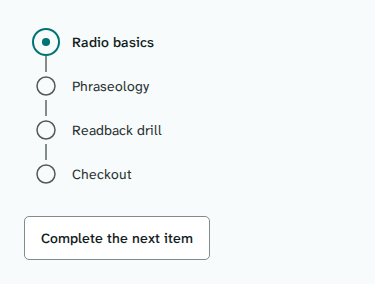 Radio basics
Phraseology
Readback drill
Checkout
Complete the next item